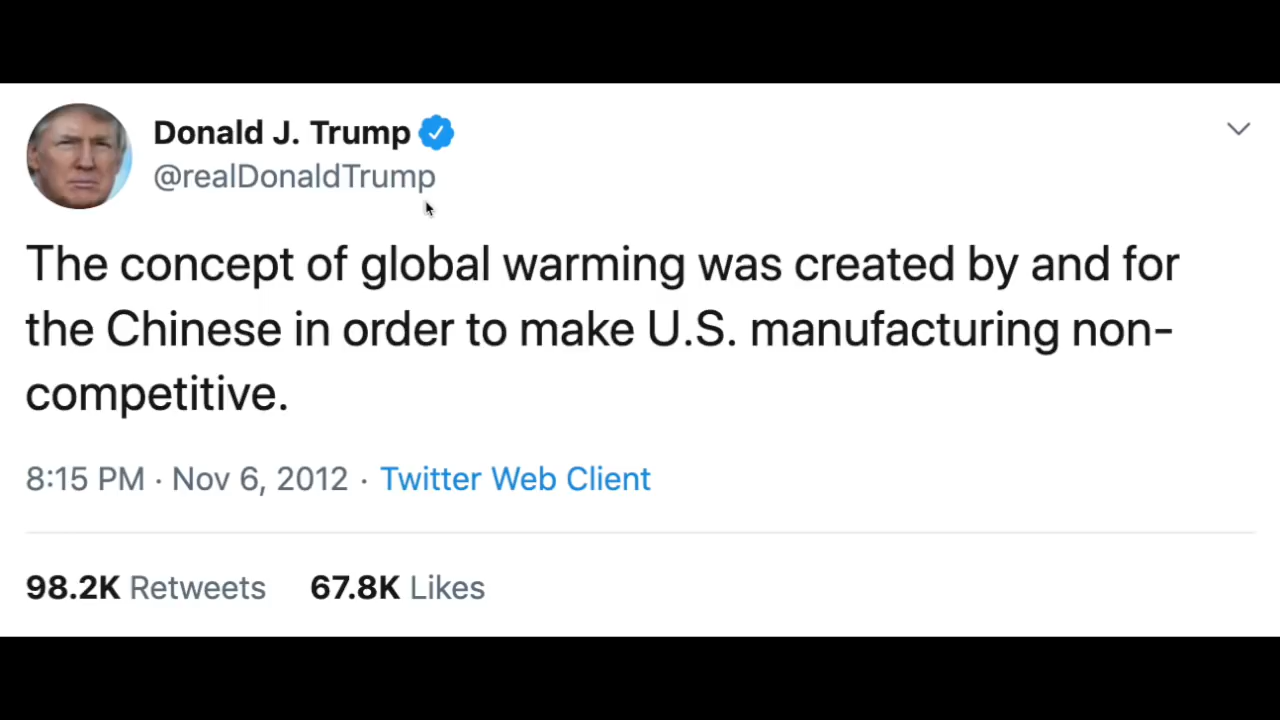 Donald J. Trump
@realDonaldTrump
The concept of global warming was created by and for
the Chinese in order to make U.S. manufacturing non-
competitive.
8:15 PM · Nov 6, 2012 · Twitter Web Client
98.2K Retweets 67.8K Likes